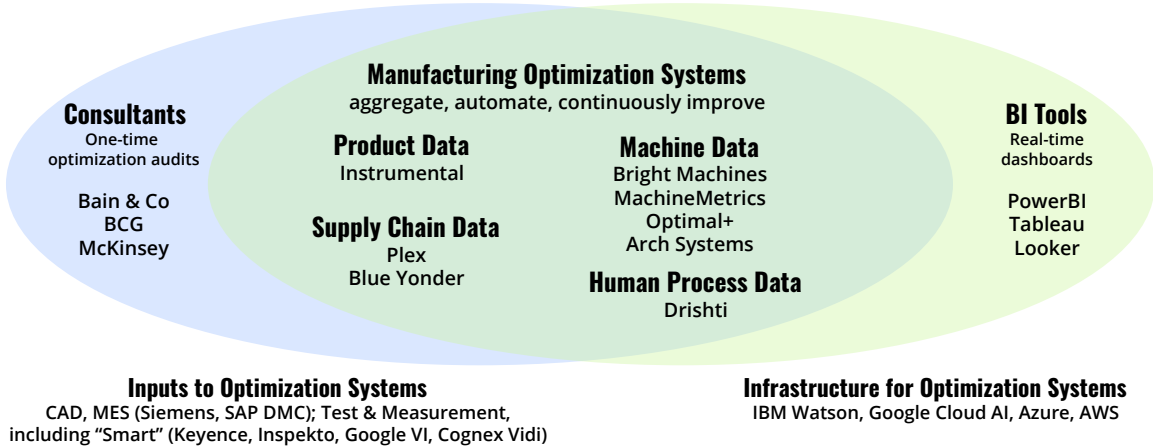 Manufacturing Optimization Systems
aggregate, automate, continuously improve
Consultants
One-time
optimization audits
Bain & Co
BCG
McKinsey
Product Data
Instrumental
Supply Chain Data
Plex
Blue Yonder
Machine Data
Bright Machines
MachineMetrics
Optimal+
Arch Systems
Human Process Data
Drishti
BI Tools
Real-time
dashboards
PowerBI
Tableau
Looker
Inputs to Optimization Systems
CAD, MES (Siemens, SAP DMC); Test & Measurement,
including “Smart” (Keyence, Inspekto, Google VI, Cognex Vidi)
Infrastructure for Optimization Systems
IBM Watson, Google Cloud AI, Azure, AWS